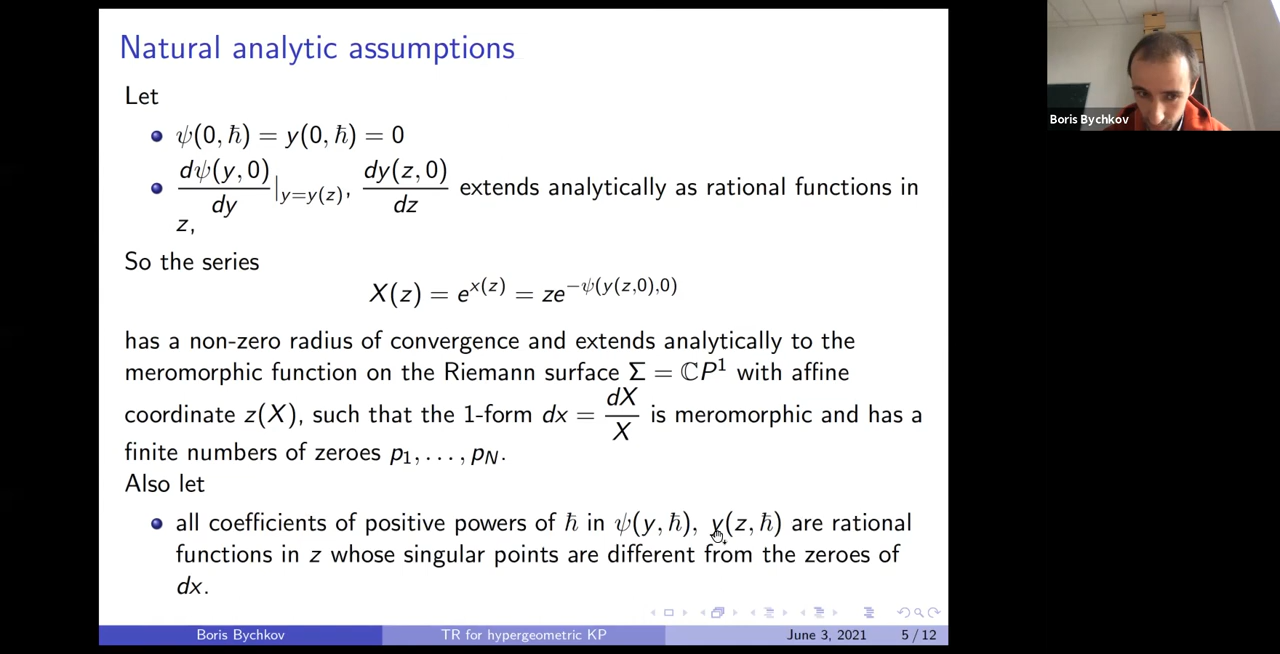 Natural analytic assumptions
Let
ψ(0, ℏ) = y(0, ℏ) = 0
dψ(y, 0)/dy |y=y(z), dy(z, 0)/dz extends analytically as rational functions in
z,
So the series
X(z) = e^{x(z)} = ze^{−ψ(y(z,0),0)}
has a non-zero radius of convergence and extends analytically to the
meromorphic function on the Riemann surface Σ = ℂP¹ with affine
coordinate z(X), such that the 1-form dx = dX/X is meromorphic and has a
finite numbers of zeroes p₁, . . . , p_N.
Also let
all coefficients of positive powers of ℏ in ψ(y, ℏ), y(z, ℏ) are rational
functions in z whose singular points are different from the zeroes of
dx.
Boris Bychkov TR for hypergeometric KP June 3, 2021 5 / 12
Boris Bychkov